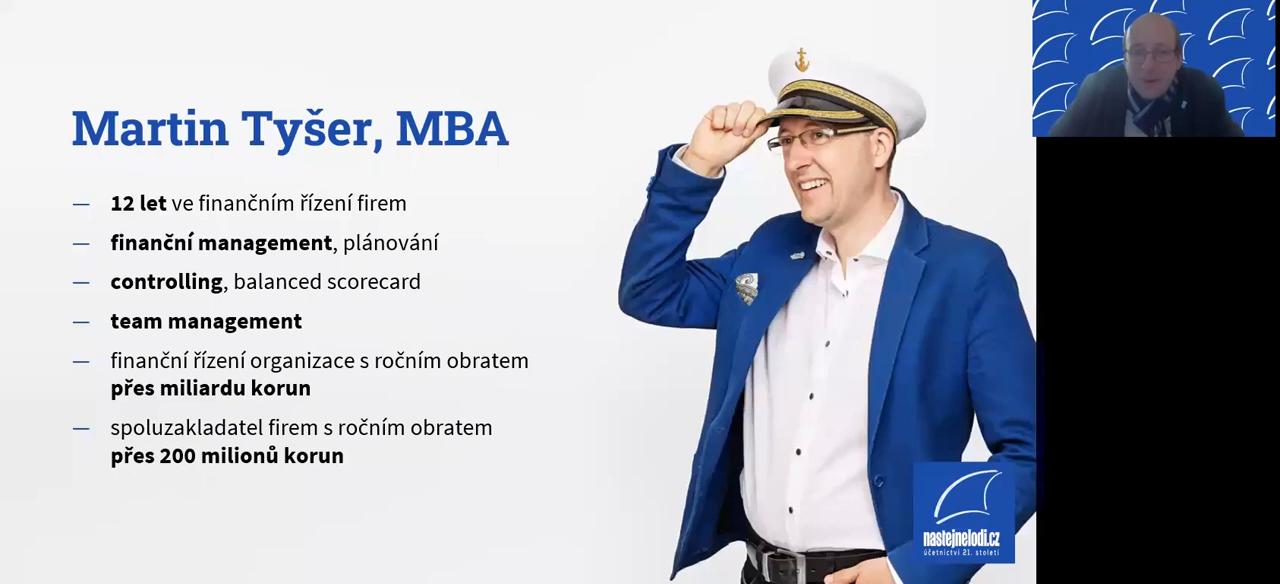 Martin Tyšer, MBA
— 12 let ve finančním řízení firem
— finanční management, plánování
— controlling, balanced scorecard
— team management
— finanční řízení organizace s ročním obratem
přes miliardu korun
— spoluzakladatel firem s ročním obratem
přes 200 milionů korun
nastejnelodi.cz
účetnictví 21. století